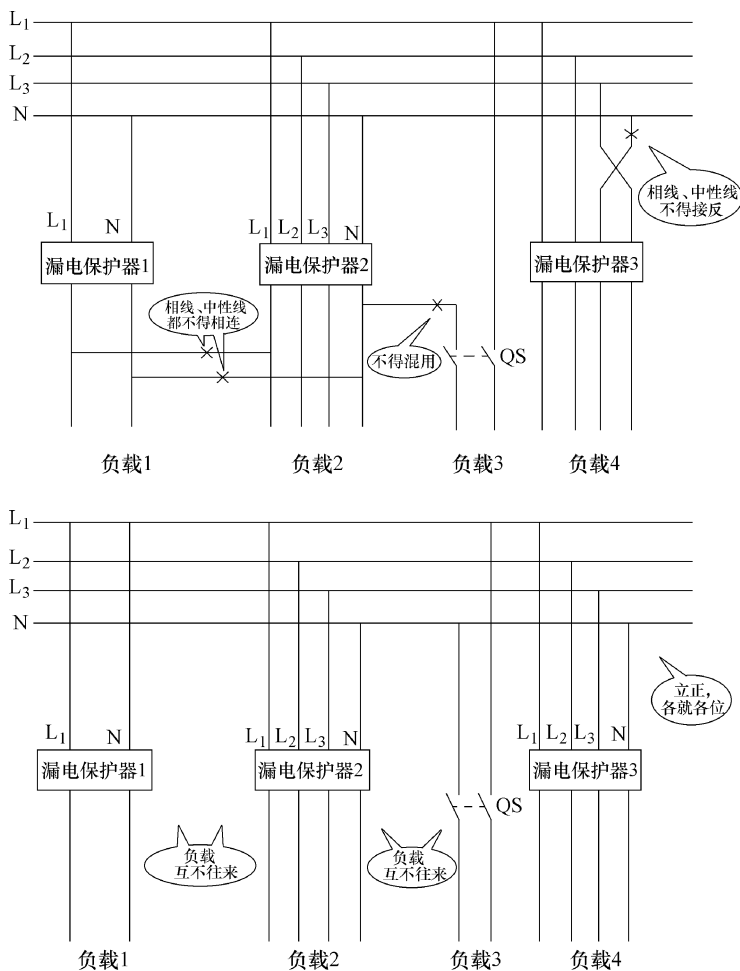 L1
L2
L3
N
相线、中性线
不得接反
L1
N
L1
L2
L3
N
漏电保护器1
漏电保护器2
漏电保护器3
相线、中性线
都不得相连
不得混用
QS
负载1
负载2
负载3
负载4
L1
L2
L3
N
立正，
各就各位
L1
N
L1
L2
L3
N
L1
L2
L3
N
漏电保护器1
漏电保护器2
漏电保护器3
QS
负载
互不往来
负载
互不往来
负载1
负载2
负载3
负载4